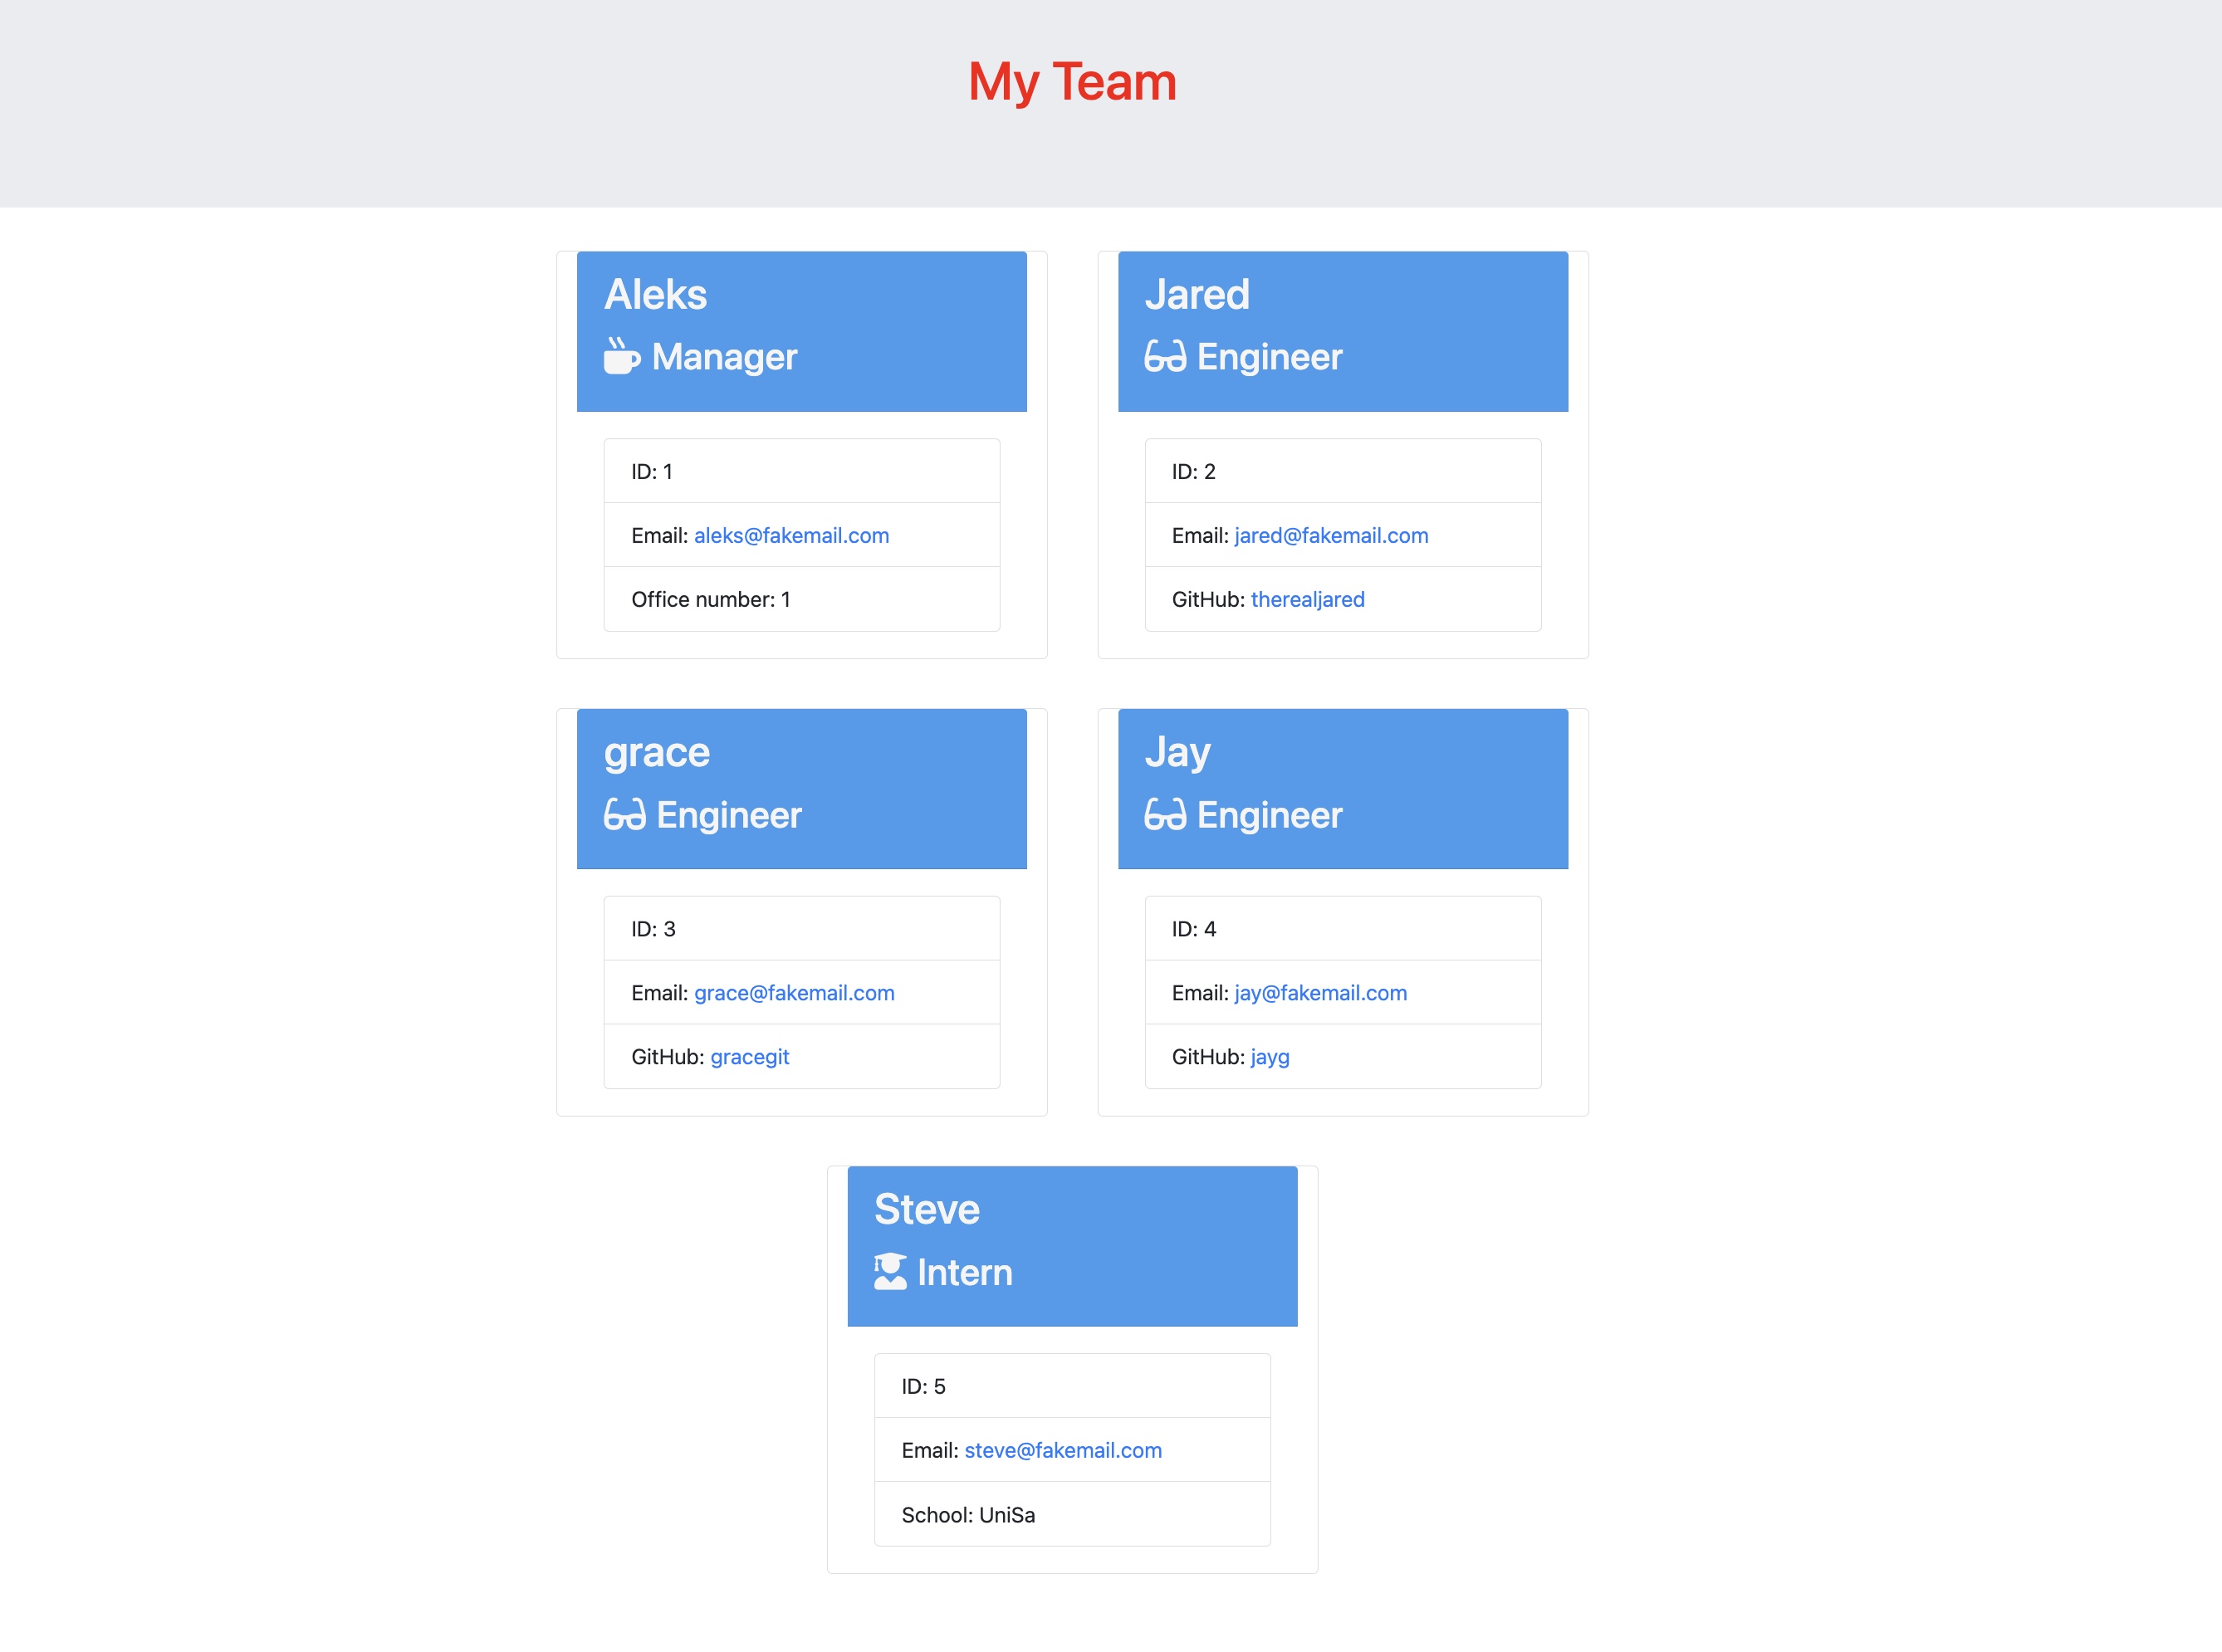 My Team
Aleks
Manager
ID: 1
Email: aleks@fakemail.com
Office number: 1
Jared
Engineer
ID: 2
Email: jared@fakemail.com
GitHub: therealjared
grace
Engineer
ID: 3
Email: grace@fakemail.com
GitHub: gracegit
Jay
Engineer
ID: 4
Email: jay@fakemail.com
GitHub: jayg
Steve
Intern
ID: 5
Email: steve@fakemail.com
School: UniSa